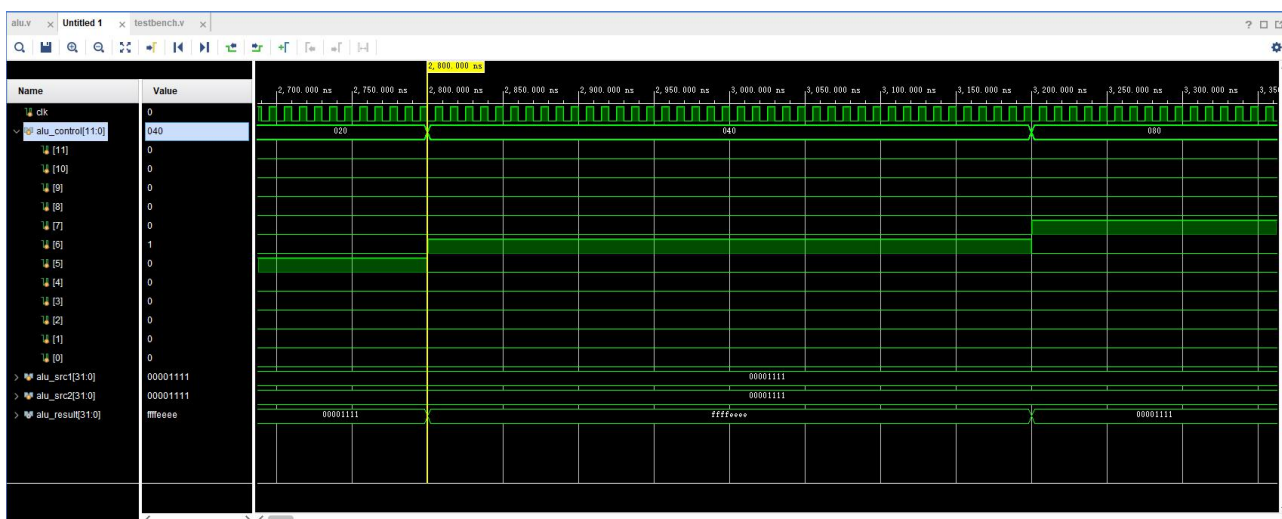 alu.v × Untitled 1 × testbench.v ×
2,800.000 ns
Name Value
2,700.000 ns 2,750.000 ns 2,800.000 ns 2,850.000 ns 2,900.000 ns 2,950.000 ns 3,000.000 ns 3,050.000 ns 3,100.000 ns 3,150.000 ns 3,200.000 ns 3,250.000 ns 3,300.000 ns 3,35
clk 0
alu_control[11:0] 040 020 040 080
[11] 0
[10] 0
[9] 0
[8] 0
[7] 0
[6] 1
[5] 0
[4] 0
[3] 0
[2] 0
[1] 0
[0] 0
alu_src1[31:0] 00001111 00001111
alu_src2[31:0] 00001111 00001111
alu_result[31:0] ffffeeee 00001111 ffffeeee 00001111